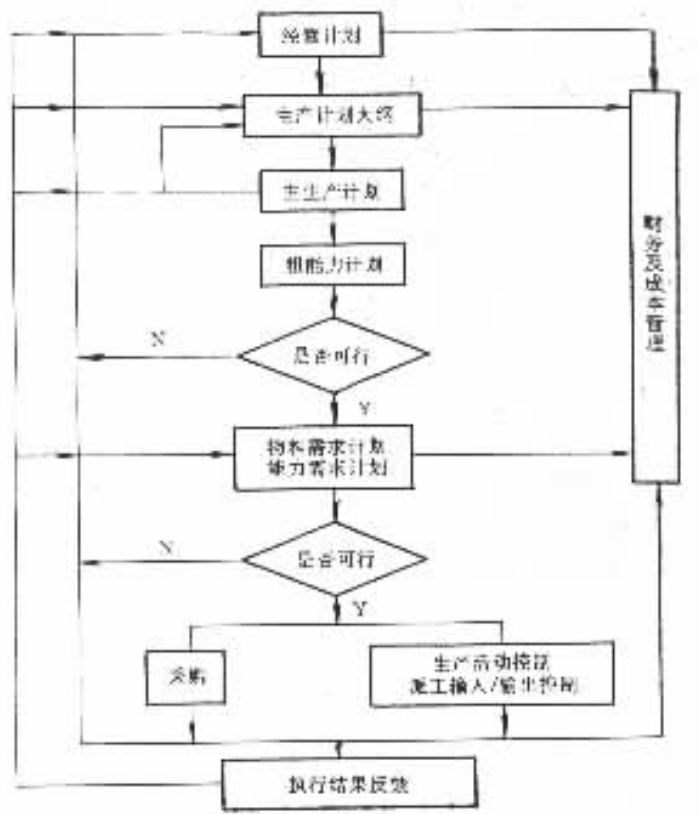 经营计划
生产计划大纲
主生产计划
粗能力计划
财务及成本管理
是否可行
N
Y
物料需求计划
能力需求计划
是否可行
N
Y
采购
生产活动控制
派工输入/输出控制
执行结果反馈